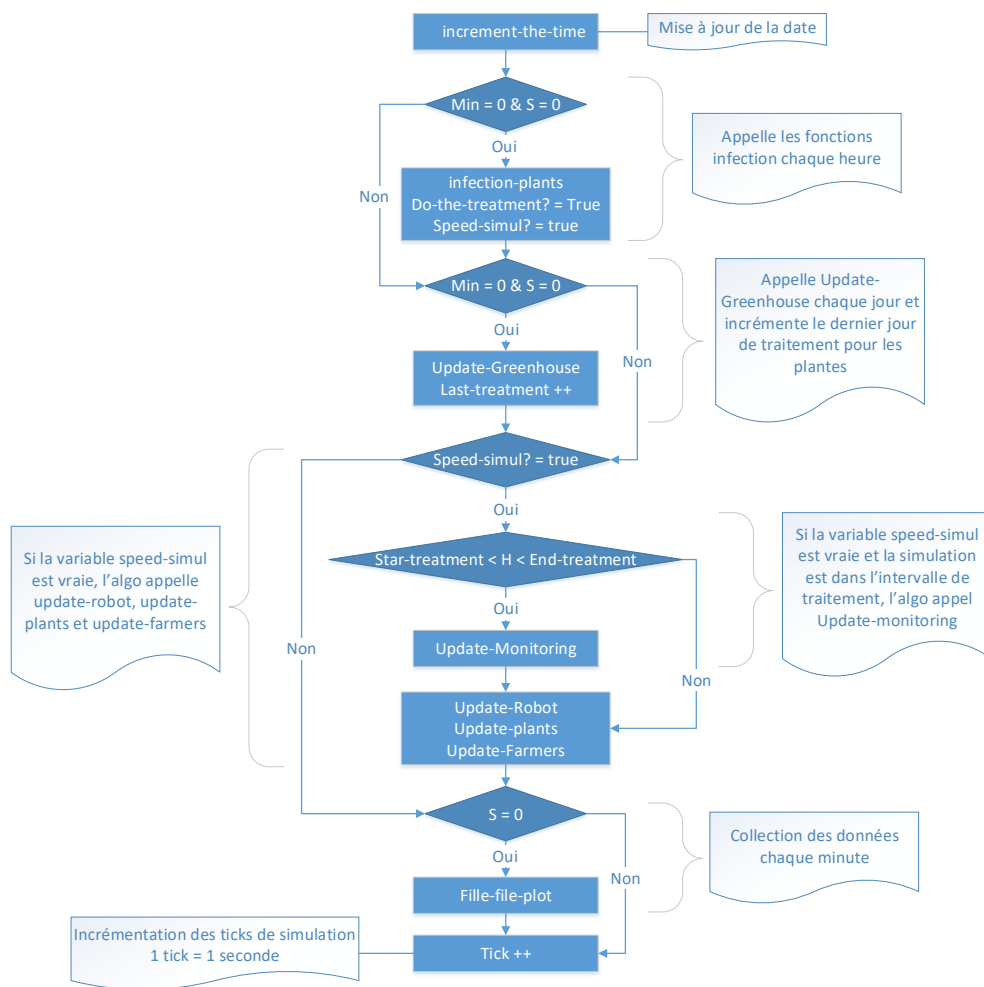 increment-the-time
Mise à jour de la date
Min = 0 & S = 0
Oui
Non
Appelle les fonctions
infection chaque heure
infection-plants
Do-the-treatment? = True
Speed-simul? = true
Min = 0 & S = 0
Oui
Non
Appelle Update-
Greenhouse chaque jour et
incrémente le dernier jour
de traitement pour les
plantes
Update-Greenhouse
Last-treatment ++
Speed-simul? = true
Oui
Non
Si la variable speed-simul
est vraie, l’algo appelle
update-robot, update-
plants et update-farmers
Star-treatment < H < End-treatment
Oui
Non
Si la variable speed-simul
est vraie et la simulation
est dans l’intervalle de
traitement, l’algo appel
Update-monitoring
Update-Monitoring
Update-Robot
Update-plants
Update-Farmers
S = 0
Oui
Non
Collection des données
chaque minute
Fille-file-plot
Incrémentation des ticks de simulation
1 tick = 1 seconde
Tick ++